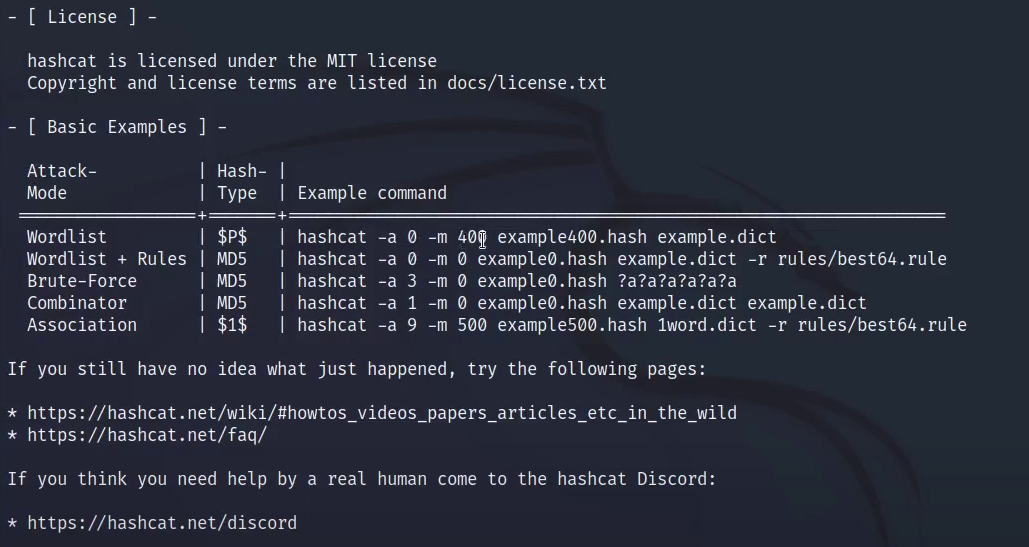 - [ License ] -
hashcat is licensed under the MIT license
Copyright and license terms are listed in docs/license.txt
- [ Basic Examples ] -
Attack- | Hash- |
Mode | Type | Example command
==================+=======+==================================================================
Wordlist | $P$ | hashcat -a 0 -m 400 example400.hash example.dict
Wordlist + Rules | MD5 | hashcat -a 0 -m 0 example0.hash example.dict -r rules/best64.rule
Brute-Force | MD5 | hashcat -a 3 -m 0 example0.hash ?a?a?a?a?a?a
Combinator | MD5 | hashcat -a 1 -m 0 example0.hash example.dict example.dict
Association | $1$ | hashcat -a 9 -m 500 example500.hash 1word.dict -r rules/best64.rule
If you still have no idea what just happened, try the following pages:
* https://hashcat.net/wiki/#howtos_videos_papers_articles_etc_in_the_wild
* https://hashcat.net/faq/
If you think you need help by a real human come to the hashcat Discord:
* https://hashcat.net/discord